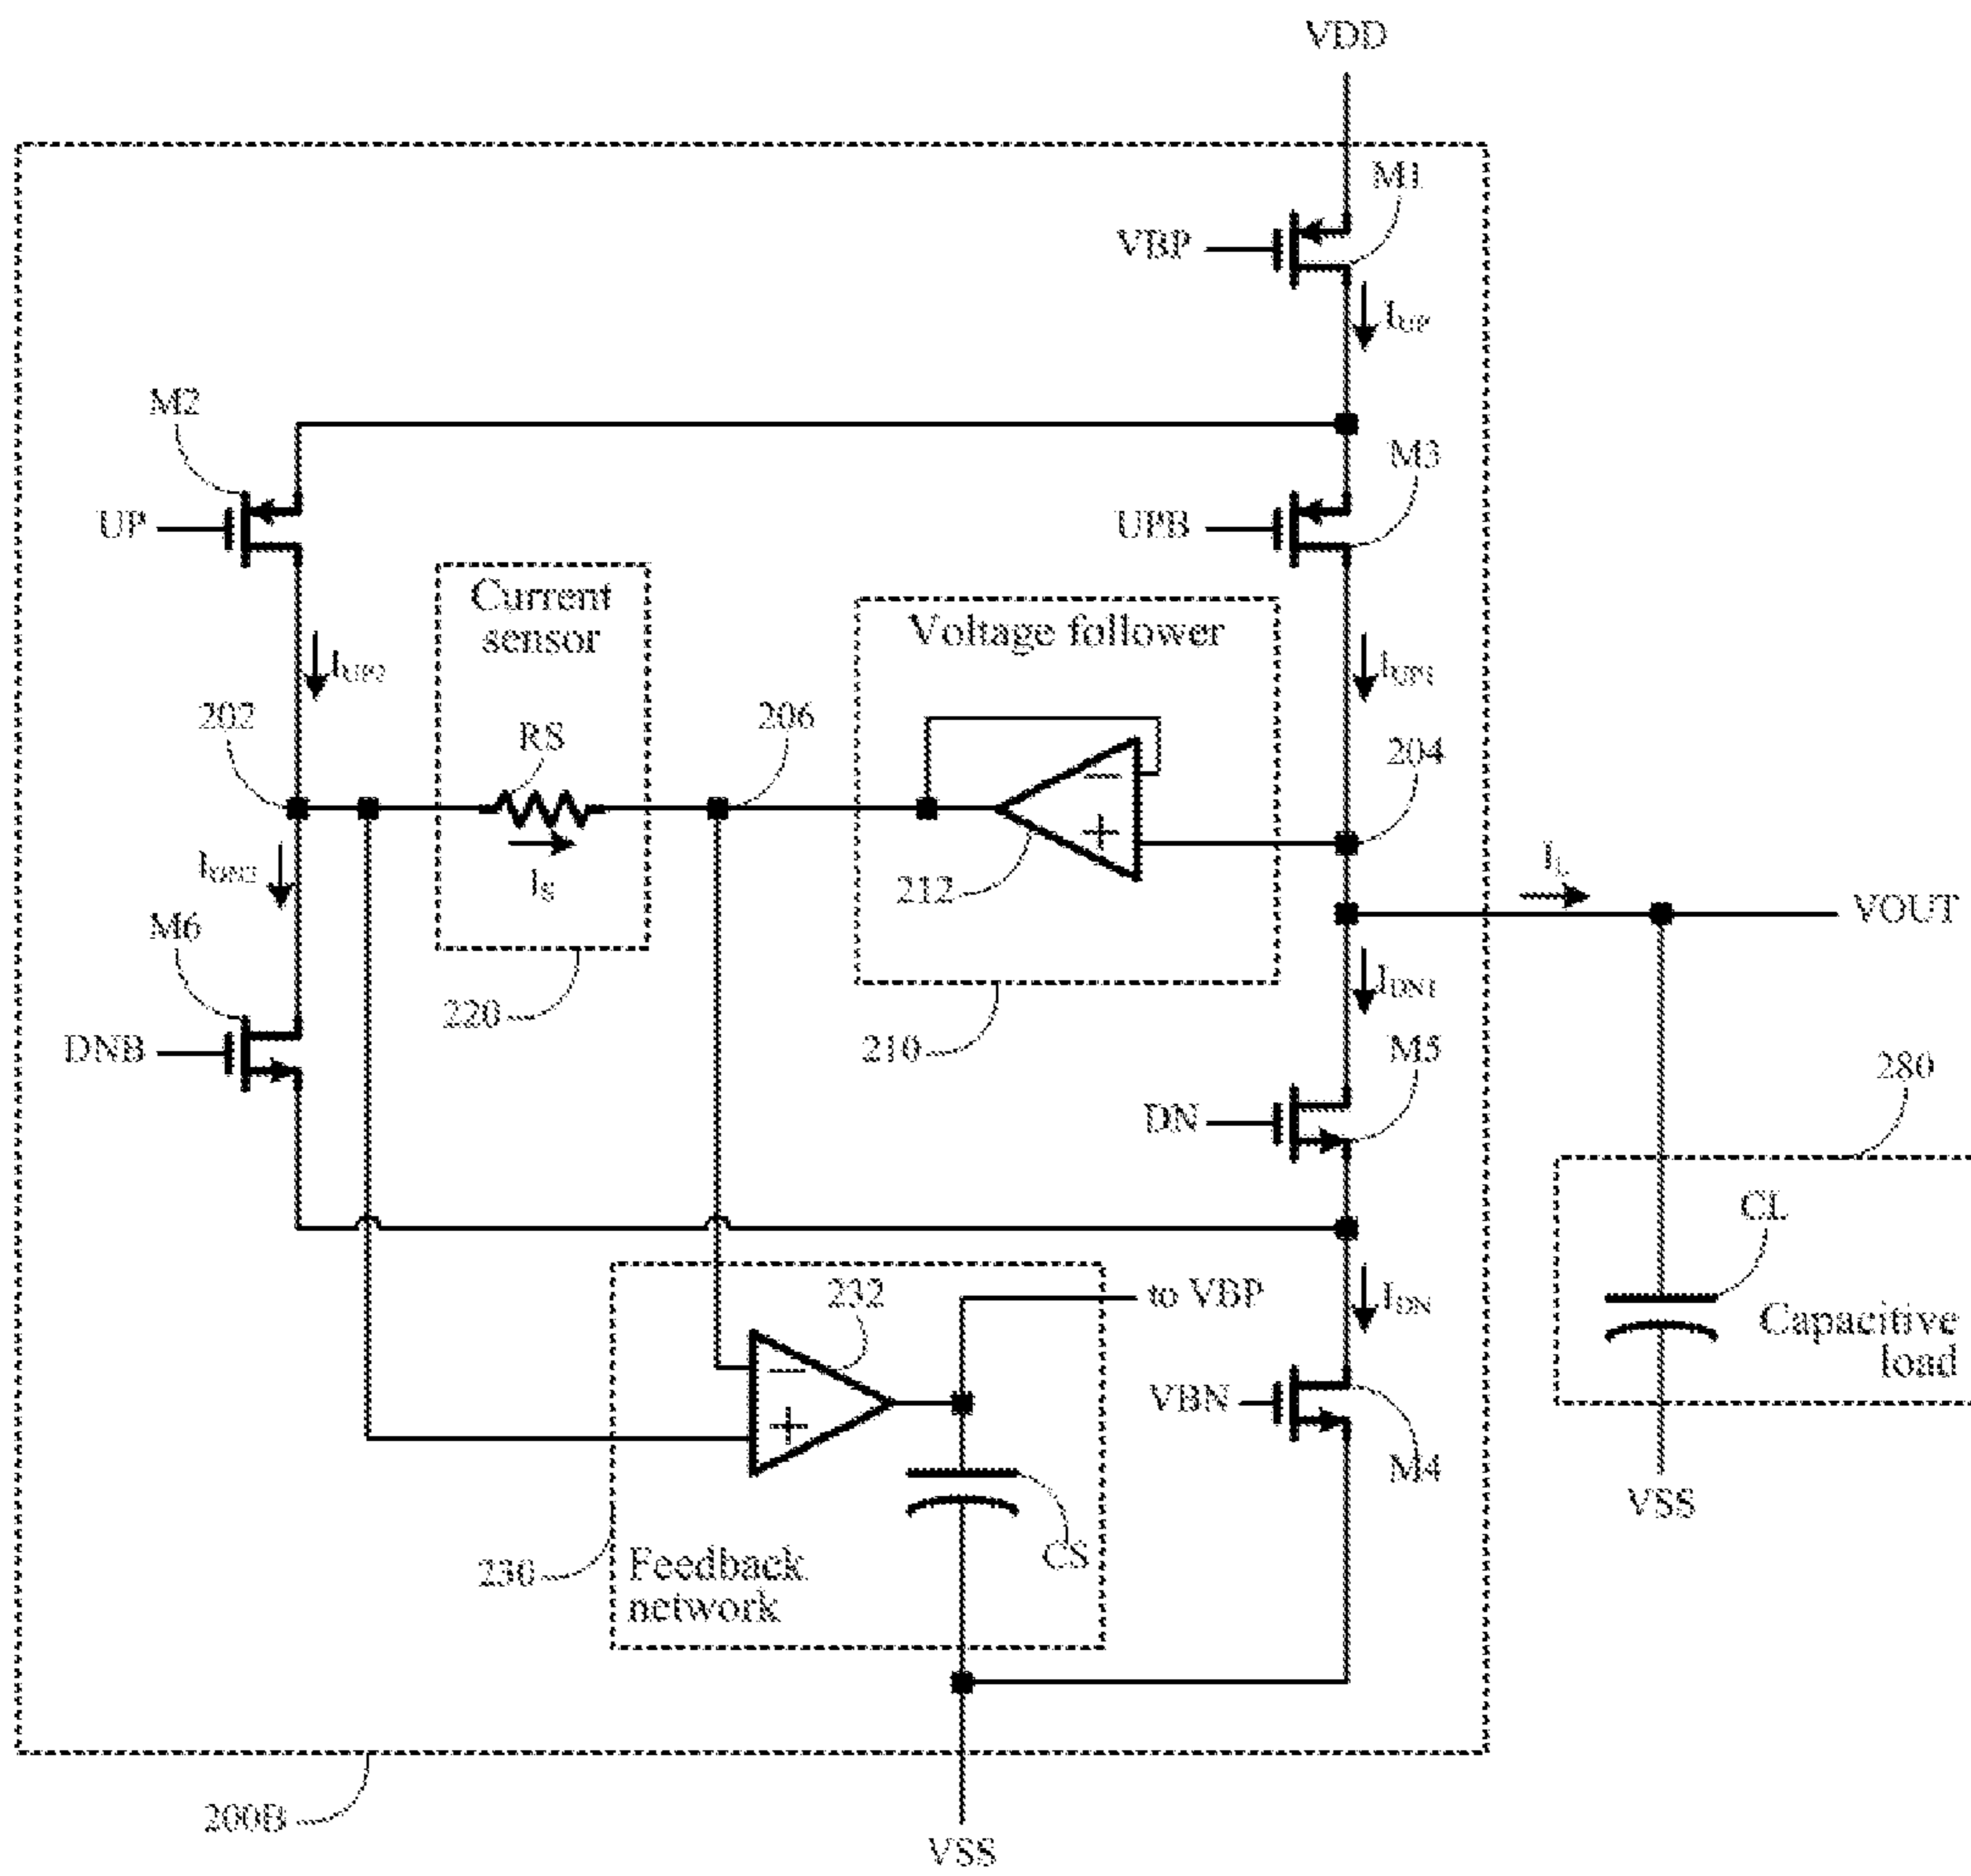 VDD
M1
VBP
IUP
M2
M3
UP
UPB
Current
sensor
Voltage follower
IUP2
IUP1
202
RS
206
204
IDN2
IS
212
IL
VOUT
M6
IDN1
220
210
M5
DNB
280
DN
CL
232
to VBP
IDN
Capacitive
load
VBN
M4
VSS
CS
230
Feedback
network
200B
VSS